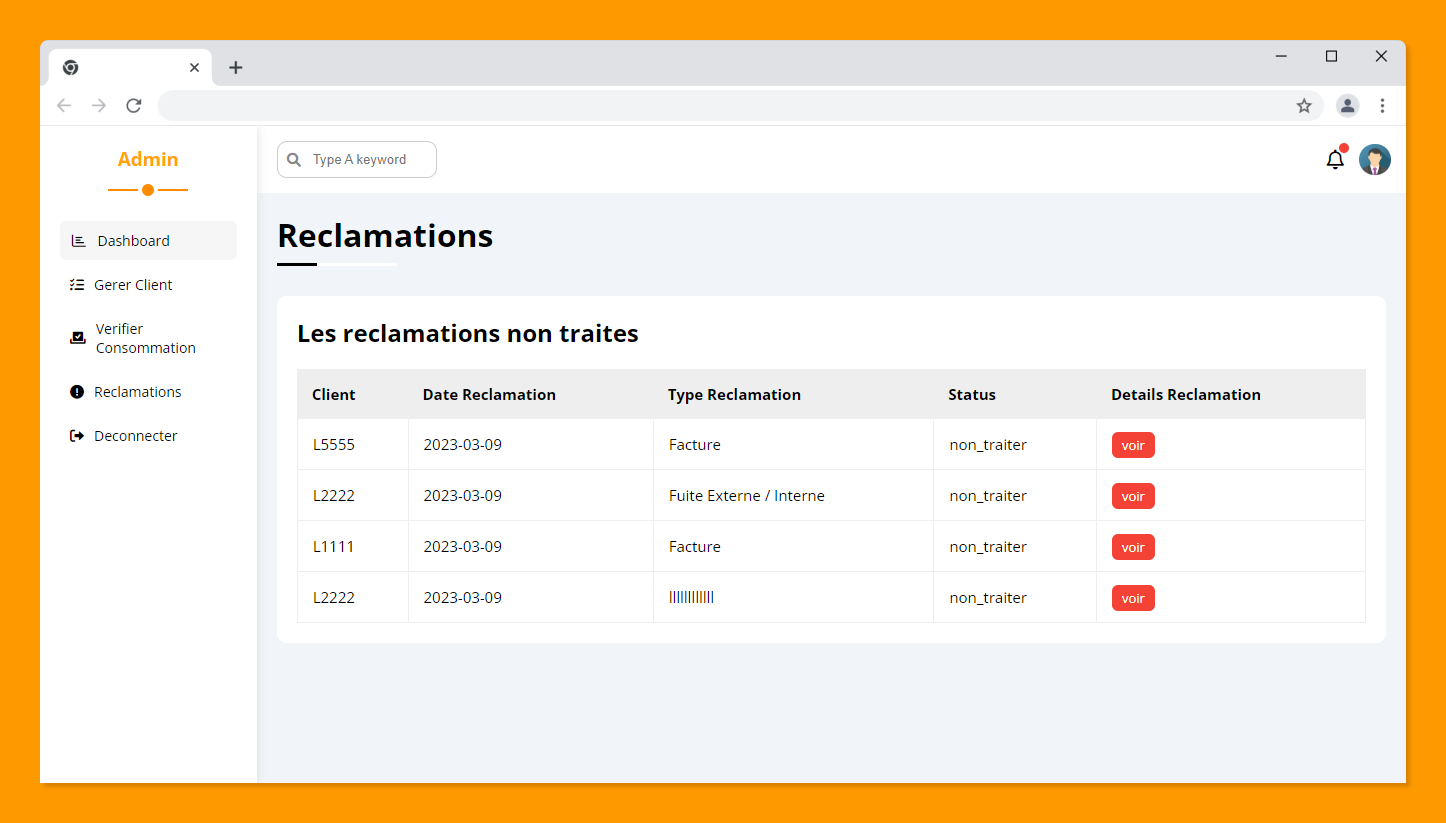 Admin
Type A keyword
Dashboard
Gerer Client
Verifier
Consommation
Reclamations
Deconnecter
Reclamations
Les reclamations non traites
Client Date Reclamation Type Reclamation Status Details Reclamation
L5555 2023-03-09 Facture non_traiter voir
L2222 2023-03-09 Fuite Externe / Interne non_traiter voir
L1111 2023-03-09 Facture non_traiter voir
L2222 2023-03-09 llllllllllll non_traiter voir